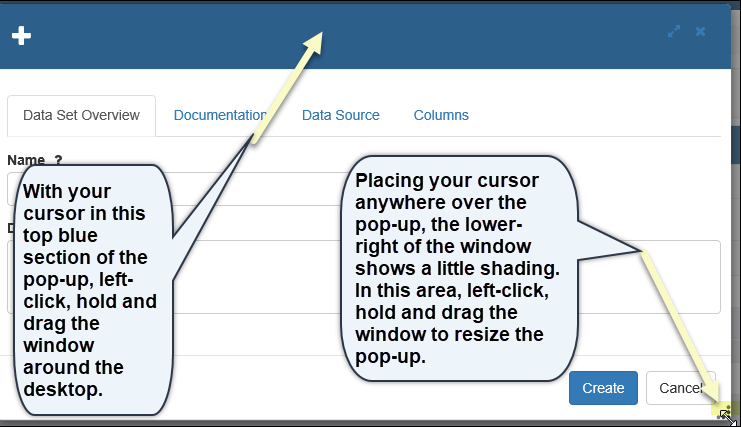 Data Set Overview Documentation Data Source Columns
Name ?
With your
cursor in this
top blue
section of the
pop-up, left-
click, hold and
drag the
window
around the
desktop.
Placing your cursor
anywhere over the
pop-up, the lower-
right of the window
shows a little shading.
In this area, left-click,
hold and drag the
window to resize the
pop-up.
Create Cancel